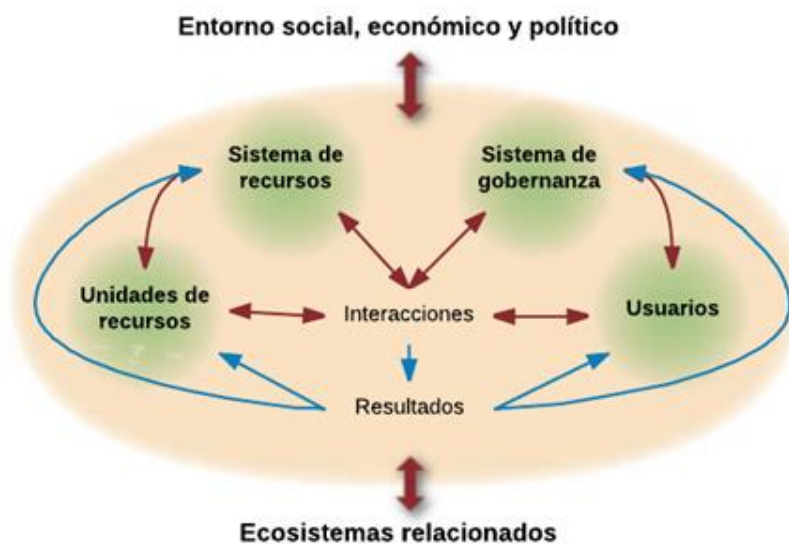 Entorno social, económico y político
Sistema de
recursos
Sistema de
gobernanza
Unidades de
recursos
Interacciones
Usuarios
Resultados
Ecosistemas relacionados